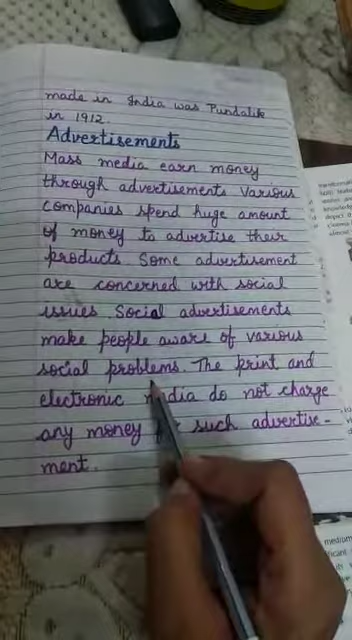 made in India was Pundalik
in 1912.
Advertisements
Mass media earn money
through advertisements Various
companies spend huge amount
of money to advertise their
products. Some advertisement
are concerned with social
issues Social advertisements
make people aware of various
social problems. The print and
electronic media do not charge
any money such advertise-
ment.